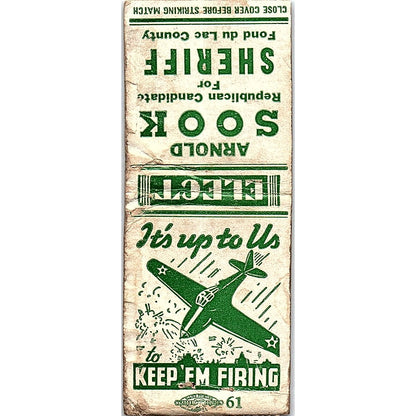 It's up to Us
to
KEEP 'EM FIRING
61
ELECT
ARNOLD
SOOK
Republican Candidate
For
SHERIFF
Fond du Lac County
CLOSE COVER BEFORE STRIKING MATCH